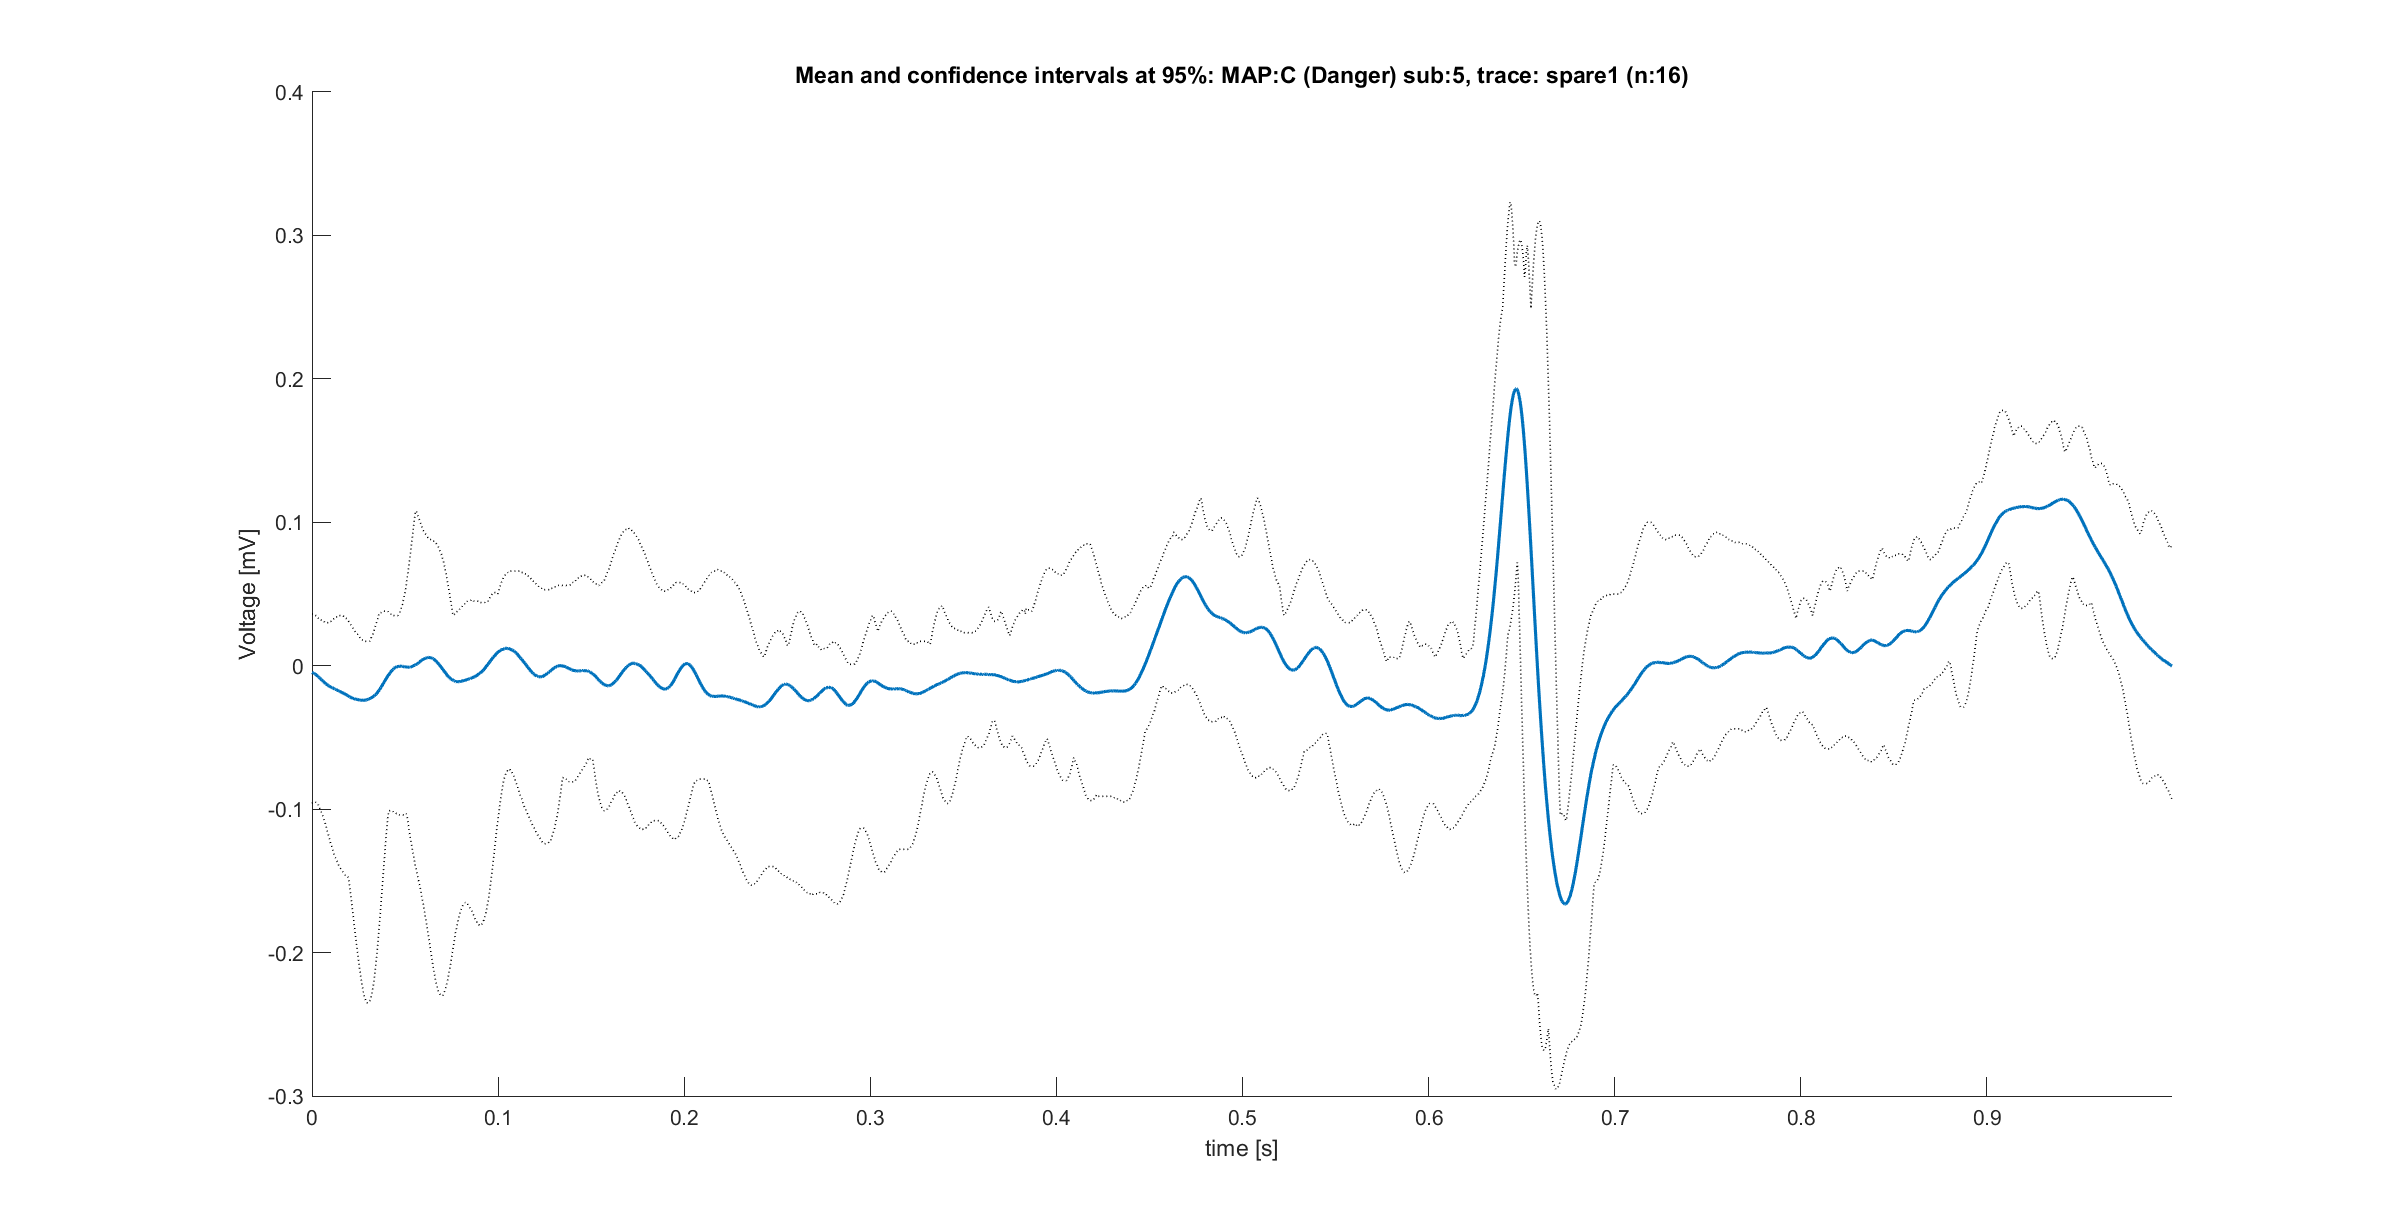 Mean and confidence intervals at 95%: MAP:C (Danger) sub:5, trace: spare1 (n:16)
0.4
0.3
0.2
0.1
0
-0.1
-0.2
-0.3
Voltage [mV]
0 0.1 0.2 0.3 0.4 0.5 0.6 0.7 0.8 0.9
time [s]